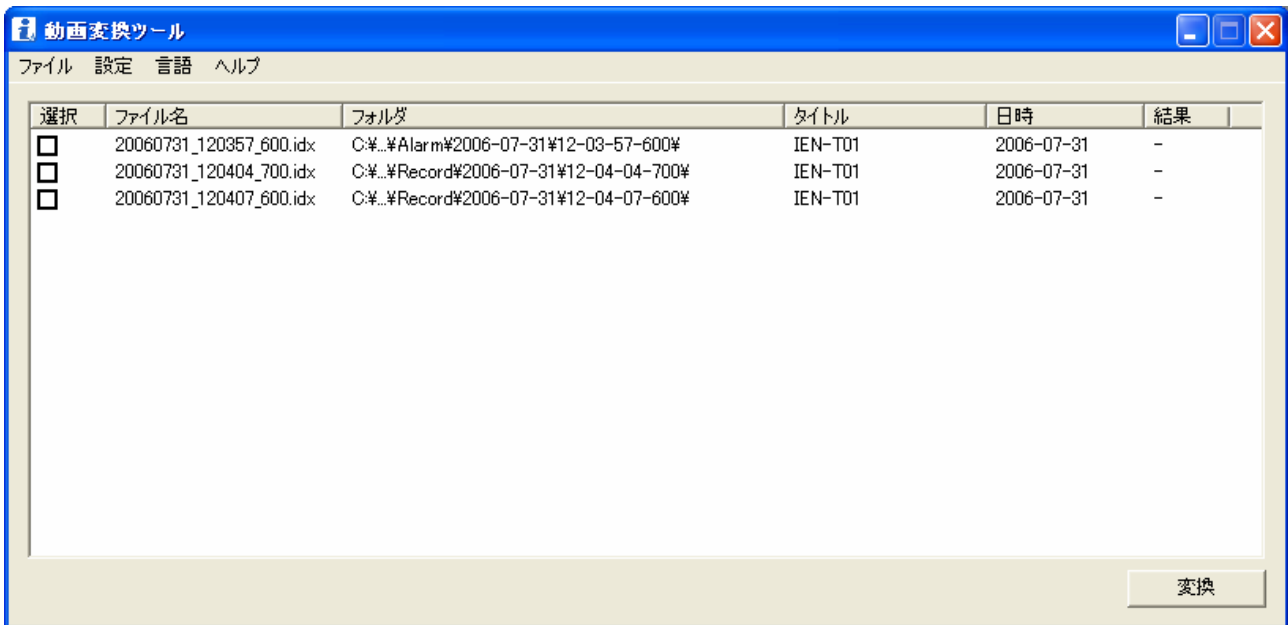 動画変換ツール
ファイル 設定 言語 ヘルプ
選択 ファイル名 フォルダ タイトル 日時 結果
20060731_120357_600.idx C:¥...¥Alarm¥2006-07-31¥12-03-57-600¥ IEN-T01 2006-07-31 -
20060731_120404_700.idx C:¥...¥Record¥2006-07-31¥12-04-04-700¥ IEN-T01 2006-07-31 -
20060731_120407_600.idx C:¥...¥Record¥2006-07-31¥12-04-07-600¥ IEN-T01 2006-07-31 -
変換